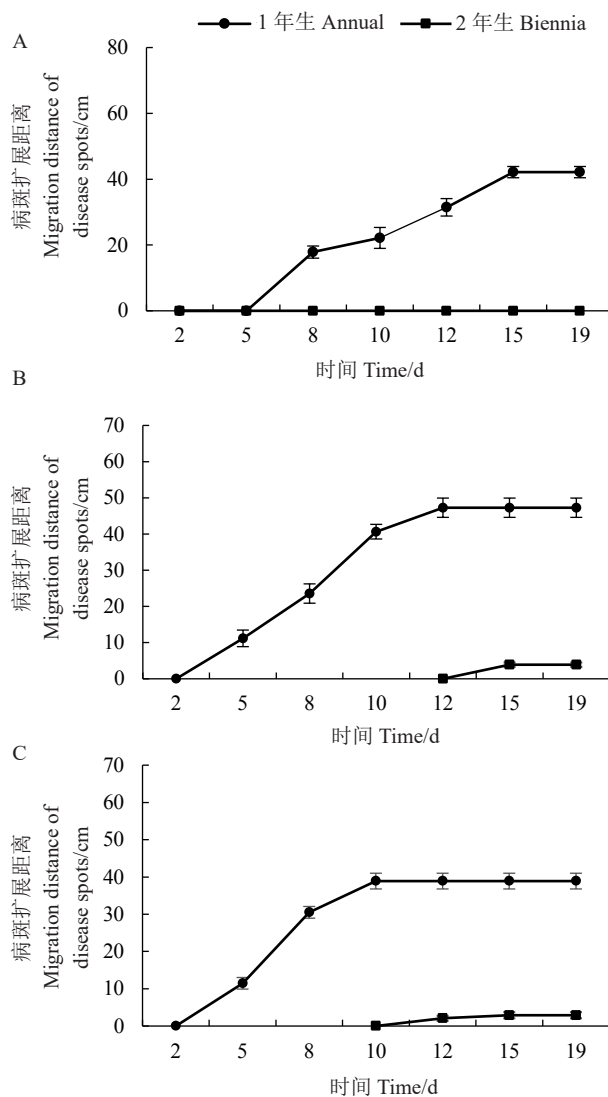 A
1 年生 Annual 2 年生 Biennia
病斑扩展距离
Migration distance of
disease spots/cm
80
60
40
20
0
2 5 8 10 12 15 19
时间 Time/d
B
病斑扩展距离
Migration distance of
disease spots/cm
70
60
50
40
30
20
10
0
2 5 8 10 12 15 19
时间 Time/d
C
病斑扩展距离
Migration distance of
disease spots/cm
70
60
50
40
30
20
10
0
2 5 8 10 12 15 19
时间 Time/d